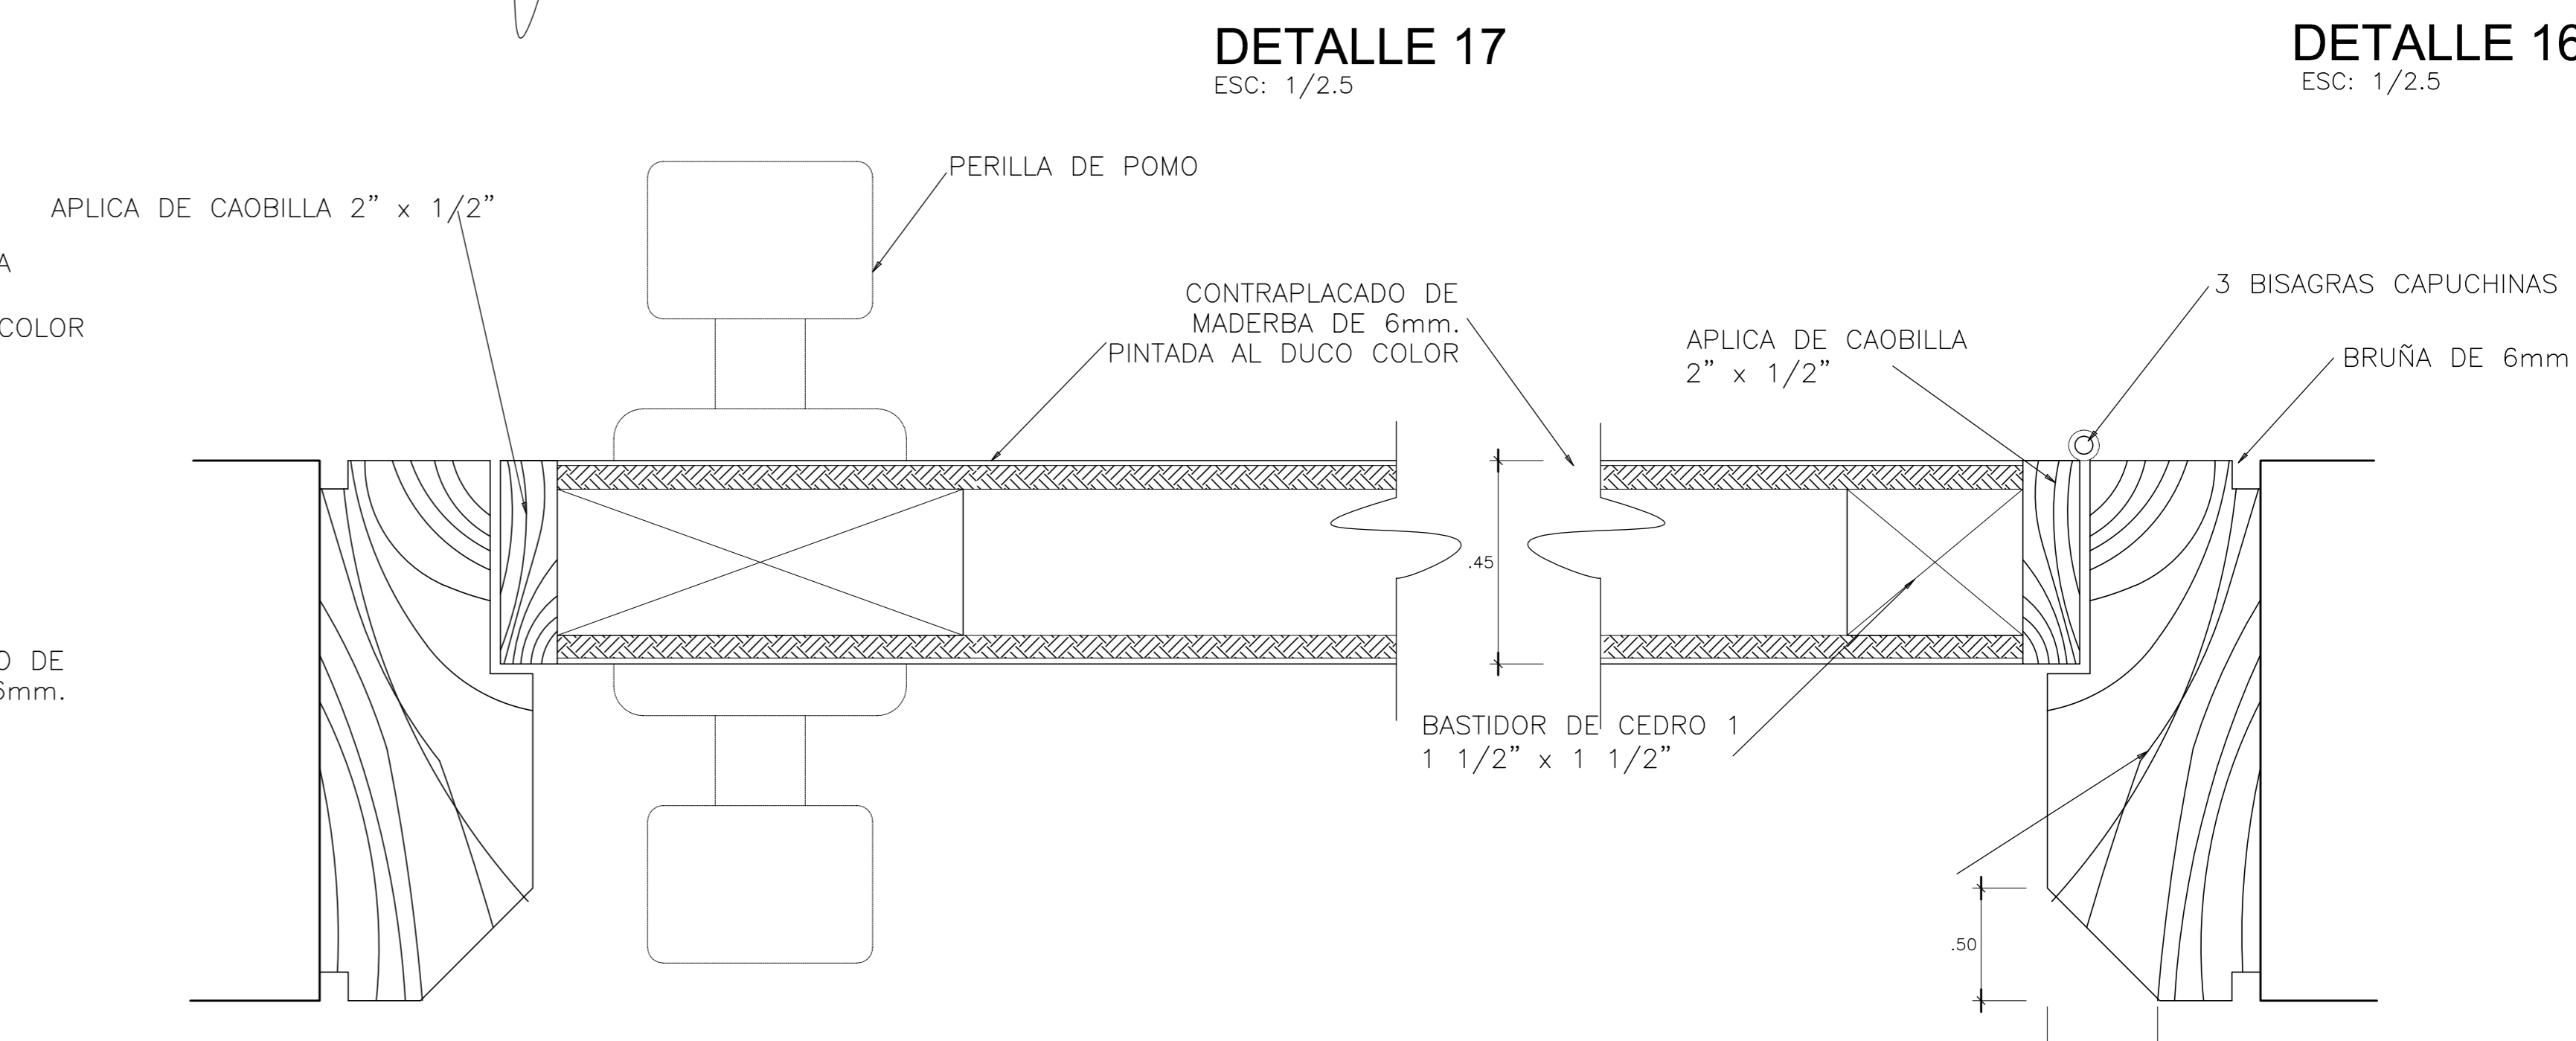 DETALLE 17
ESC: 1/2.5
DETALLE 16
ESC: 1/2.5
PERILLA DE POMO
APLICA DE CAOBILLA 2” x 1/2”
A
COLOR
CONTRAPLACADO DE
MADERBA DE 6mm.
PINTADA AL DUCO COLOR
3 BISAGRAS CAPUCHINAS
APLICA DE CAOBILLA
2” x 1/2”
BRUÑA DE 6mm
.45
O DE
6mm.
BASTIDOR DE CEDRO 1
1 1/2” x 1 1/2”
.50